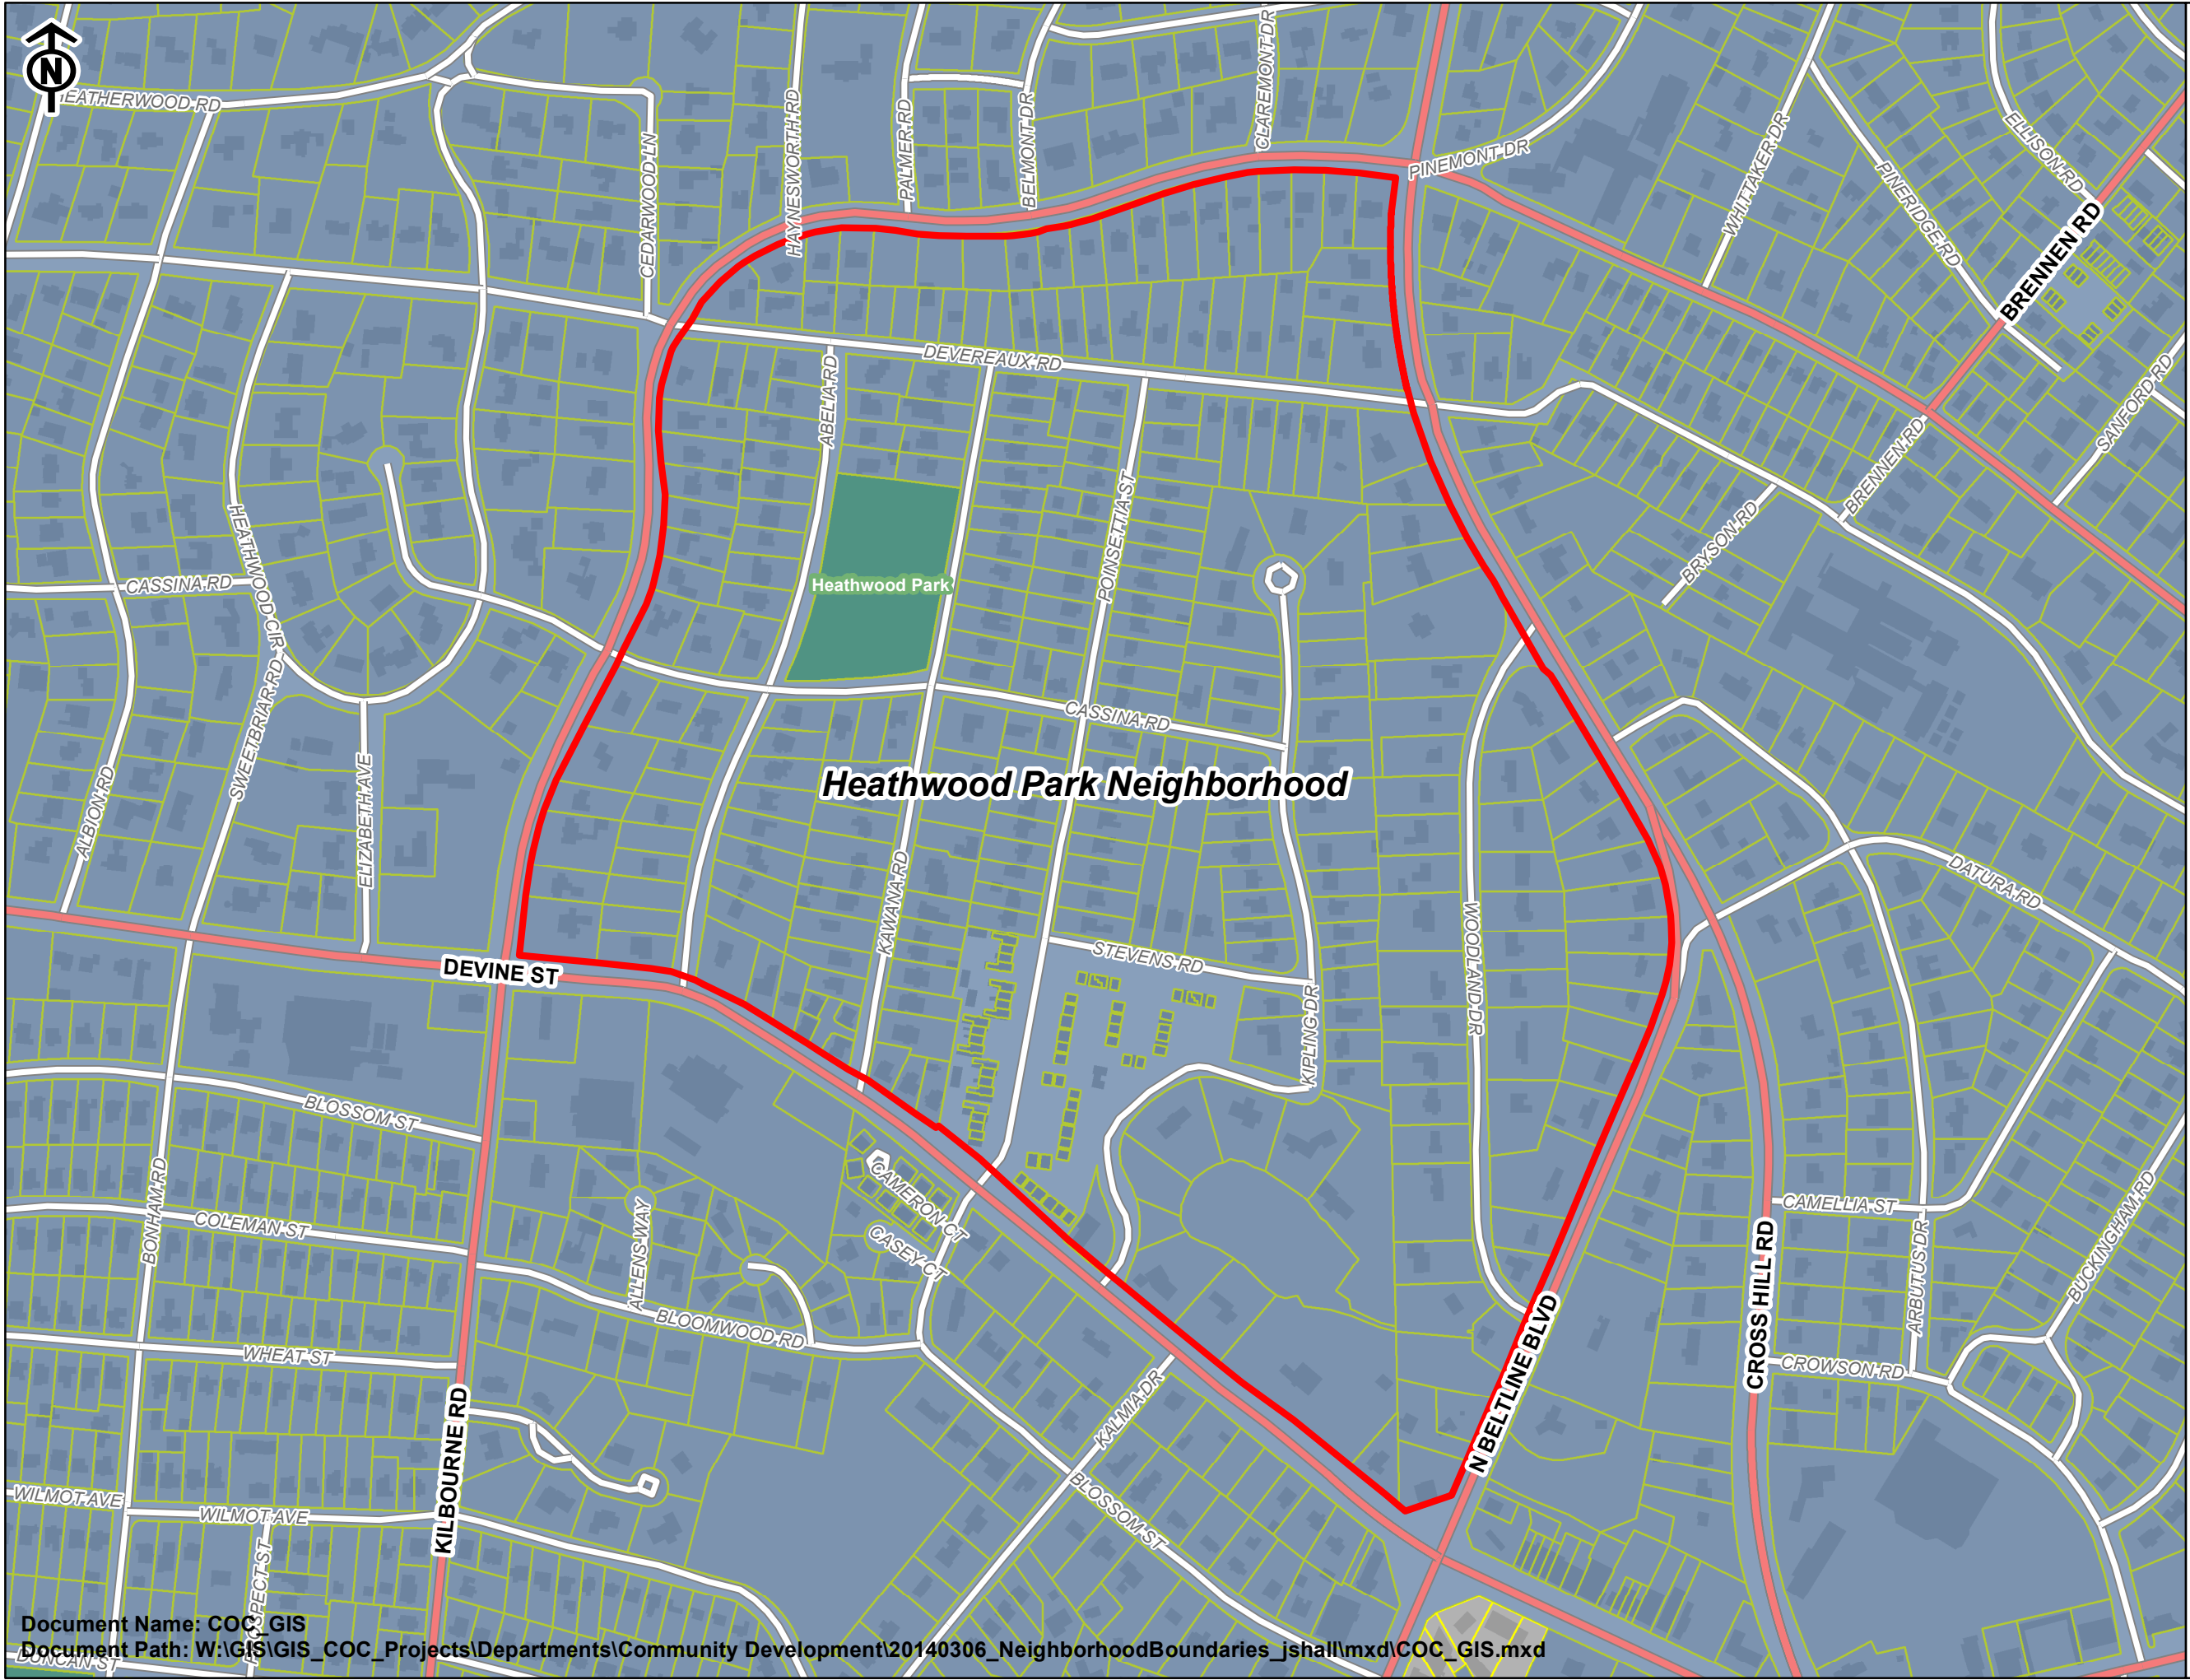 N
HEATHERWOOD RD
CEDARWOOD LN
HAYNESWORTH RD
PALMER RD
BELMONT DR
CLAREMONT DR
PINEMONT DR
WHITTAKER DR
PINERIDGE RD
ELLISON RD
BRENNEN RD
SANFORD RD
DEVEREAUX RD
ABELIA RD
BRENNEN RD
BRYSON RD
POINSETTIA ST
HEATHWOOD CIR
CASSINA RD
Heathwood Park
SWEETBRIAR RD
CASSINA RD
Heathwood Park Neighborhood
ALBION RD
ELIZABETH AVE
KAWANA RD
WOODLAND DR
DATURA RD
DEVINE ST
STEVENS RD
KIPLING DR
BLOSSOM ST
BONHAM RD
COLEMAN ST
ALLENS WAY
CAMERON CT
CASEY CT
CAMELLIA ST
ARBUTUS DR
BUCKINGHAM RD
CROSS HILL RD
BLOOMWOOD RD
WHEAT ST
N BELTLINE BLVD
CROWSON RD
KALMIA DR
KILBOURNE RD
WILMOT AVE
WILMOT AVE
BLOSSOM ST
Document Name: COC_GIS
Document Path: W:\GIS\GIS_COC_Projects\Departments\Community Development\20140306_NeighborhoodBoundaries_jshall\mxd\COC_GIS.mxd
DUNCAN ST